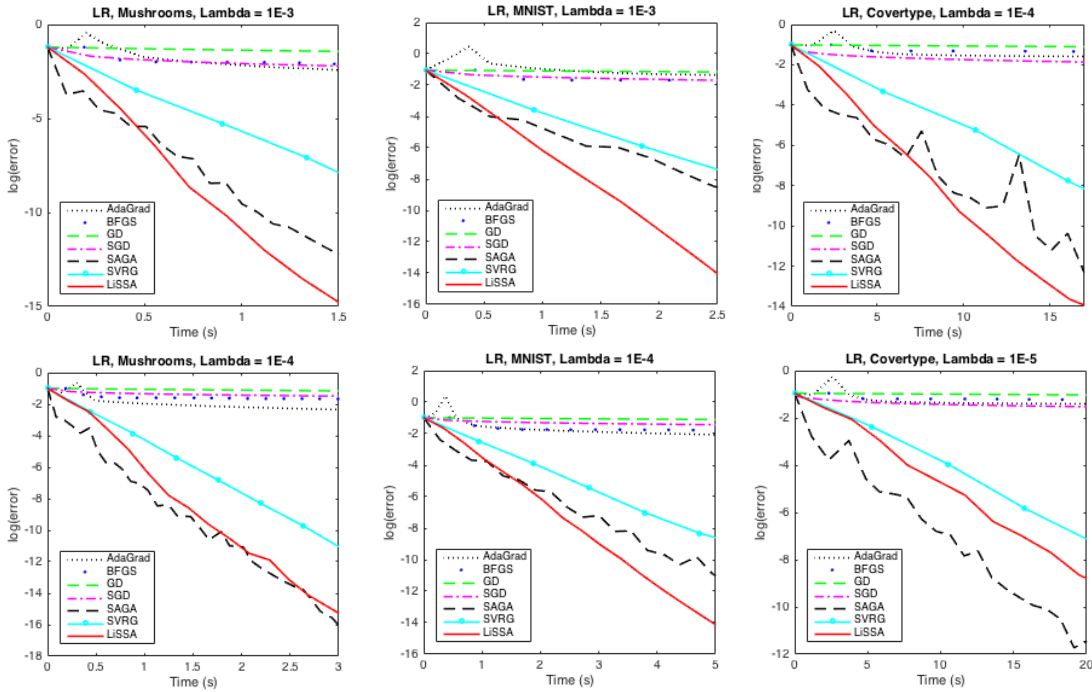 LR, Mushrooms, Lambda = 1E-3
0
-5
-10
-15
log(error)
AdaGrad
BFGS
GD
SGD
SAGA
SVRG
LiSSA
0 0.5 1 1.5
Time (s)
LR, MNIST, Lambda = 1E-3
2
0
-2
-4
-6
-8
-10
-12
-14
-16
log(error)
AdaGrad
BFGS
GD
SGD
SAGA
SVRG
LiSSA
0 0.5 1 1.5 2 2.5
Time (s)
LR, Covertype, Lambda = 1E-4
0
-2
-4
-6
-8
-10
-12
-14
log(error)
AdaGrad
BFGS
GD
SGD
SAGA
SVRG
LiSSA
0 5 10 15
Time (s)
LR, Mushrooms, Lambda = 1E-4
0
-2
-4
-6
-8
-10
-12
-14
-16
-18
log(error)
AdaGrad
BFGS
GD
SGD
SAGA
SVRG
LiSSA
0 0.5 1 1.5 2 2.5 3
Time (s)
LR, MNIST, Lambda = 1E-4
2
0
-2
-4
-6
-8
-10
-12
-14
-16
log(error)
AdaGrad
BFGS
GD
SGD
SAGA
SVRG
LiSSA
0 1 2 3 4 5
Time (s)
LR, Covertype, Lambda = 1E-5
0
-2
-4
-6
-8
-10
-12
log(error)
AdaGrad
BFGS
GD
SGD
SAGA
SVRG
LiSSA
0 5 10 15 20
Time (s)